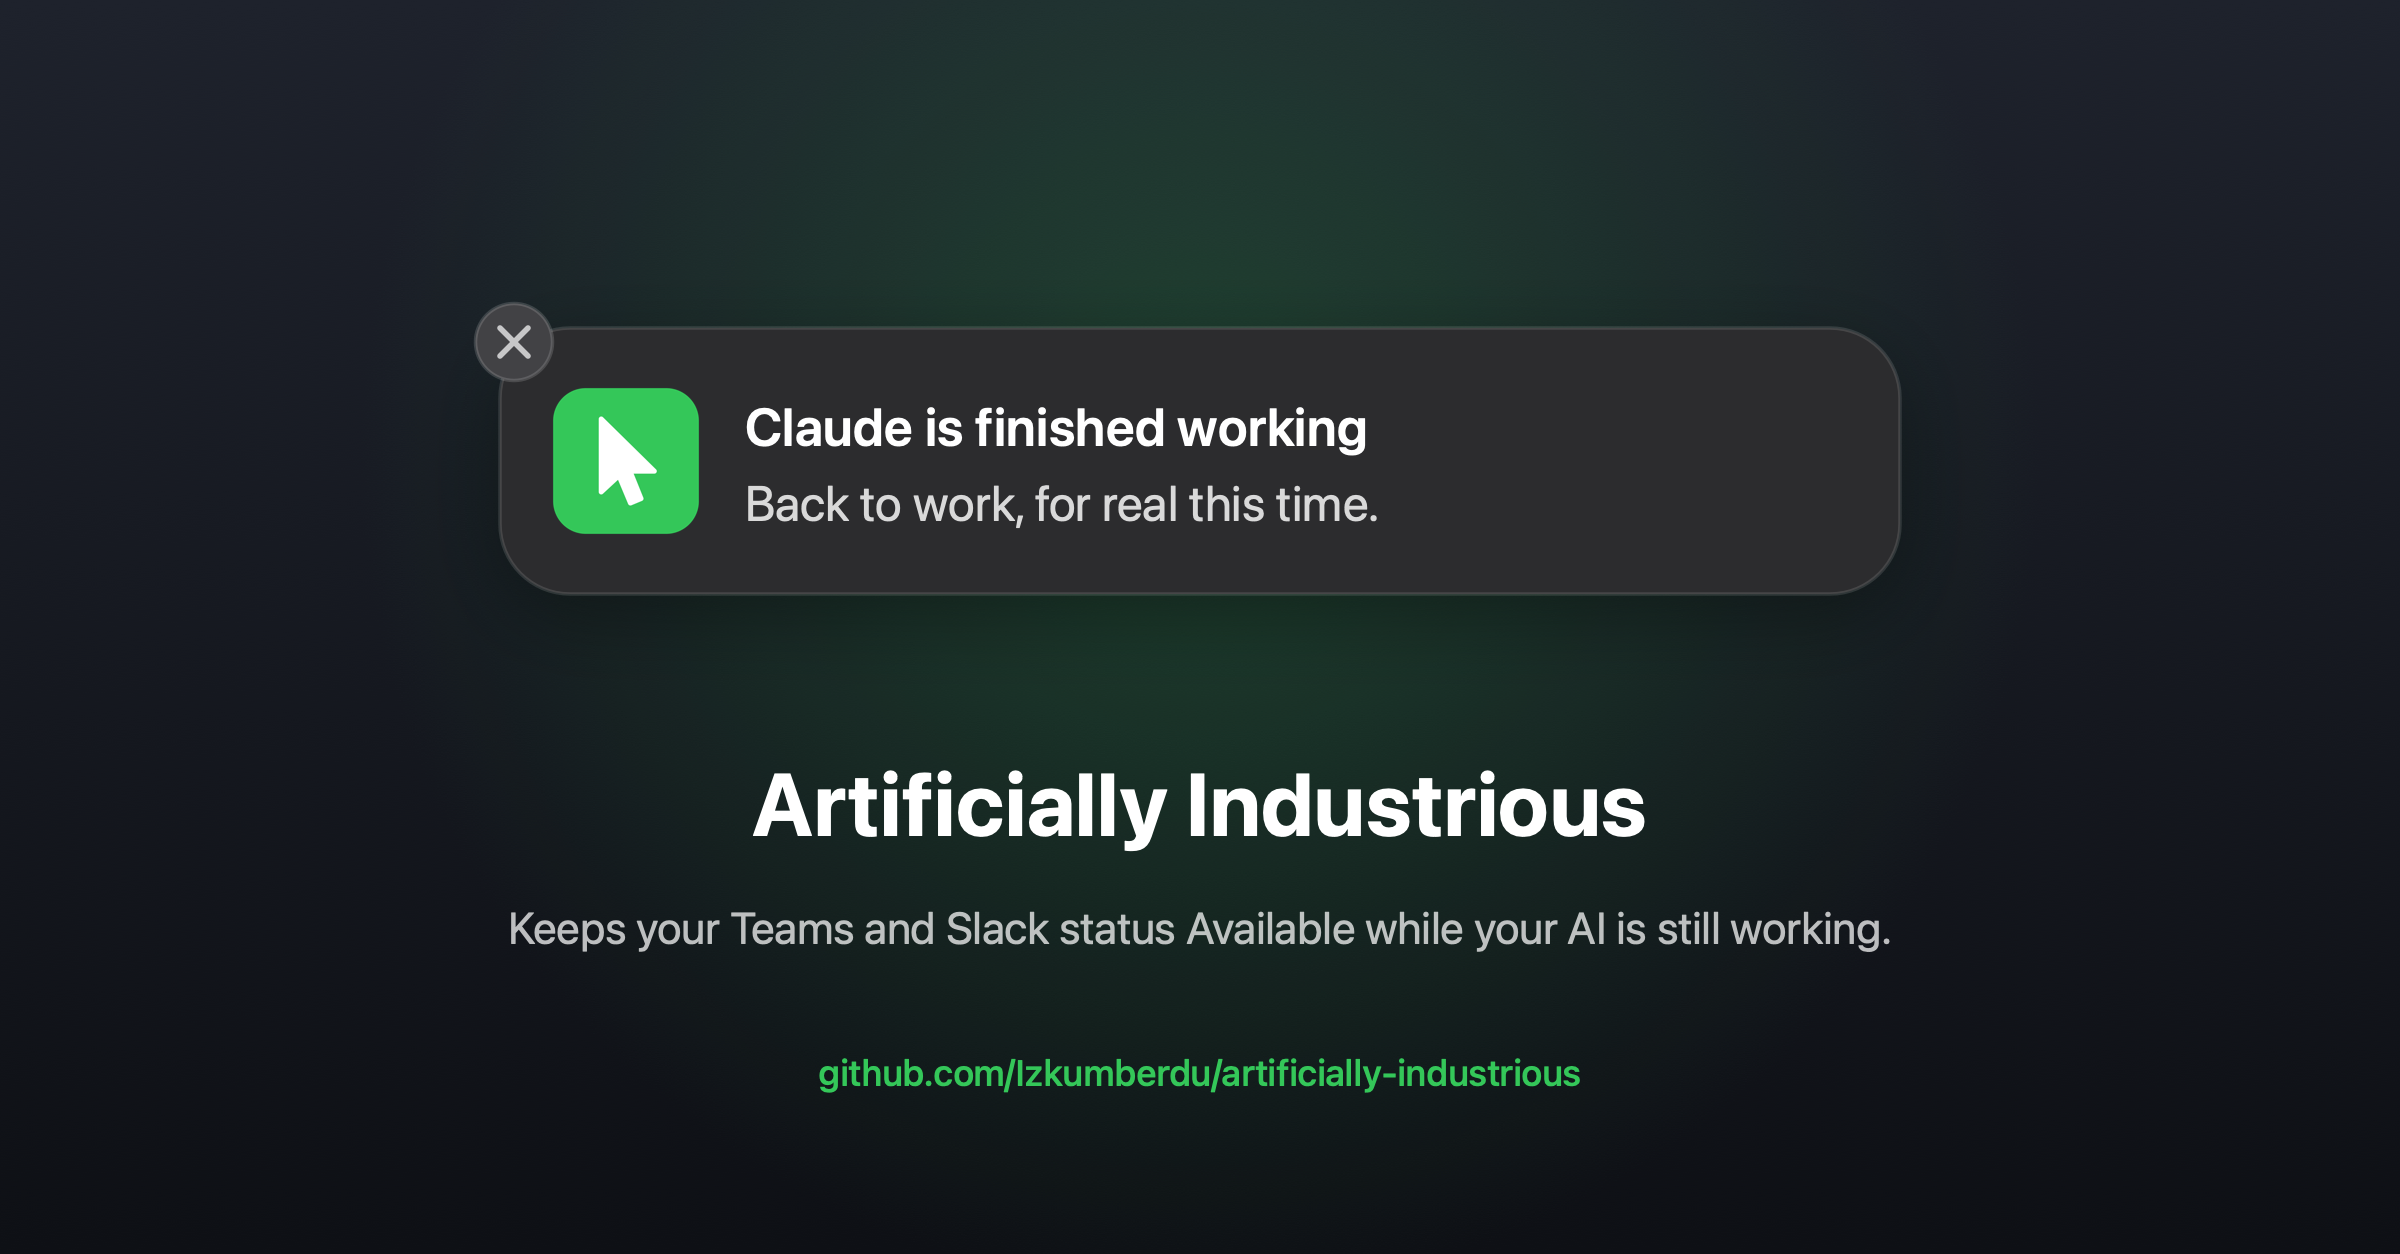 Claude is finished working
Back to work, for real this time.
Artificially Industrious
Keeps your Teams and Slack status Available while your AI is still working.
github.com/lzkumberdu/artificially-industrious